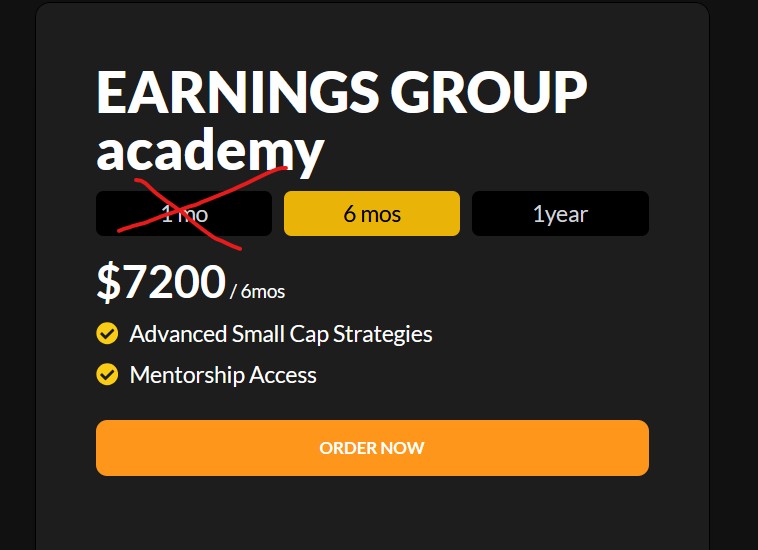 EARNINGS GROUP
academy
1 mo
6 mos
1year
$7200 / 6mos
Advanced Small Cap Strategies
Mentorship Access
ORDER NOW